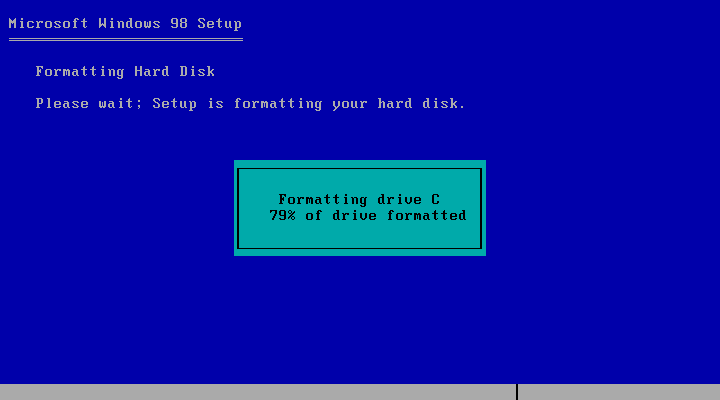 Microsoft Windows 98 Setup
Formatting Hard Disk
Please wait; Setup is formatting your hard disk.
Formatting drive C
79% of drive formatted